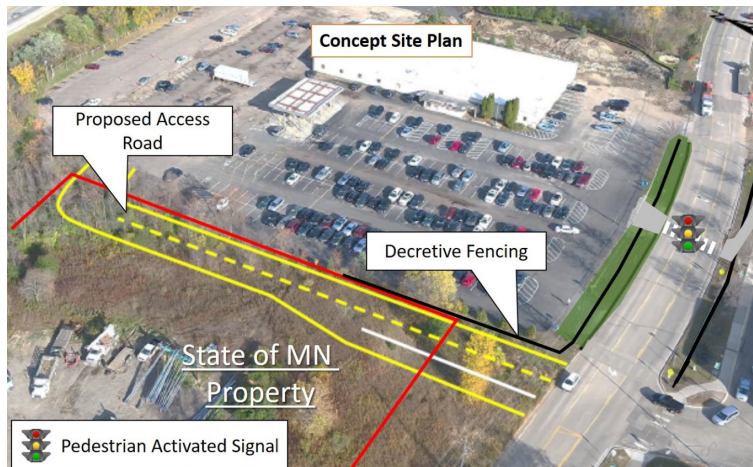 Concept Site Plan
Proposed Access
Road
Decretive Fencing
State of MN
Property
Pedestrian Activated Signal